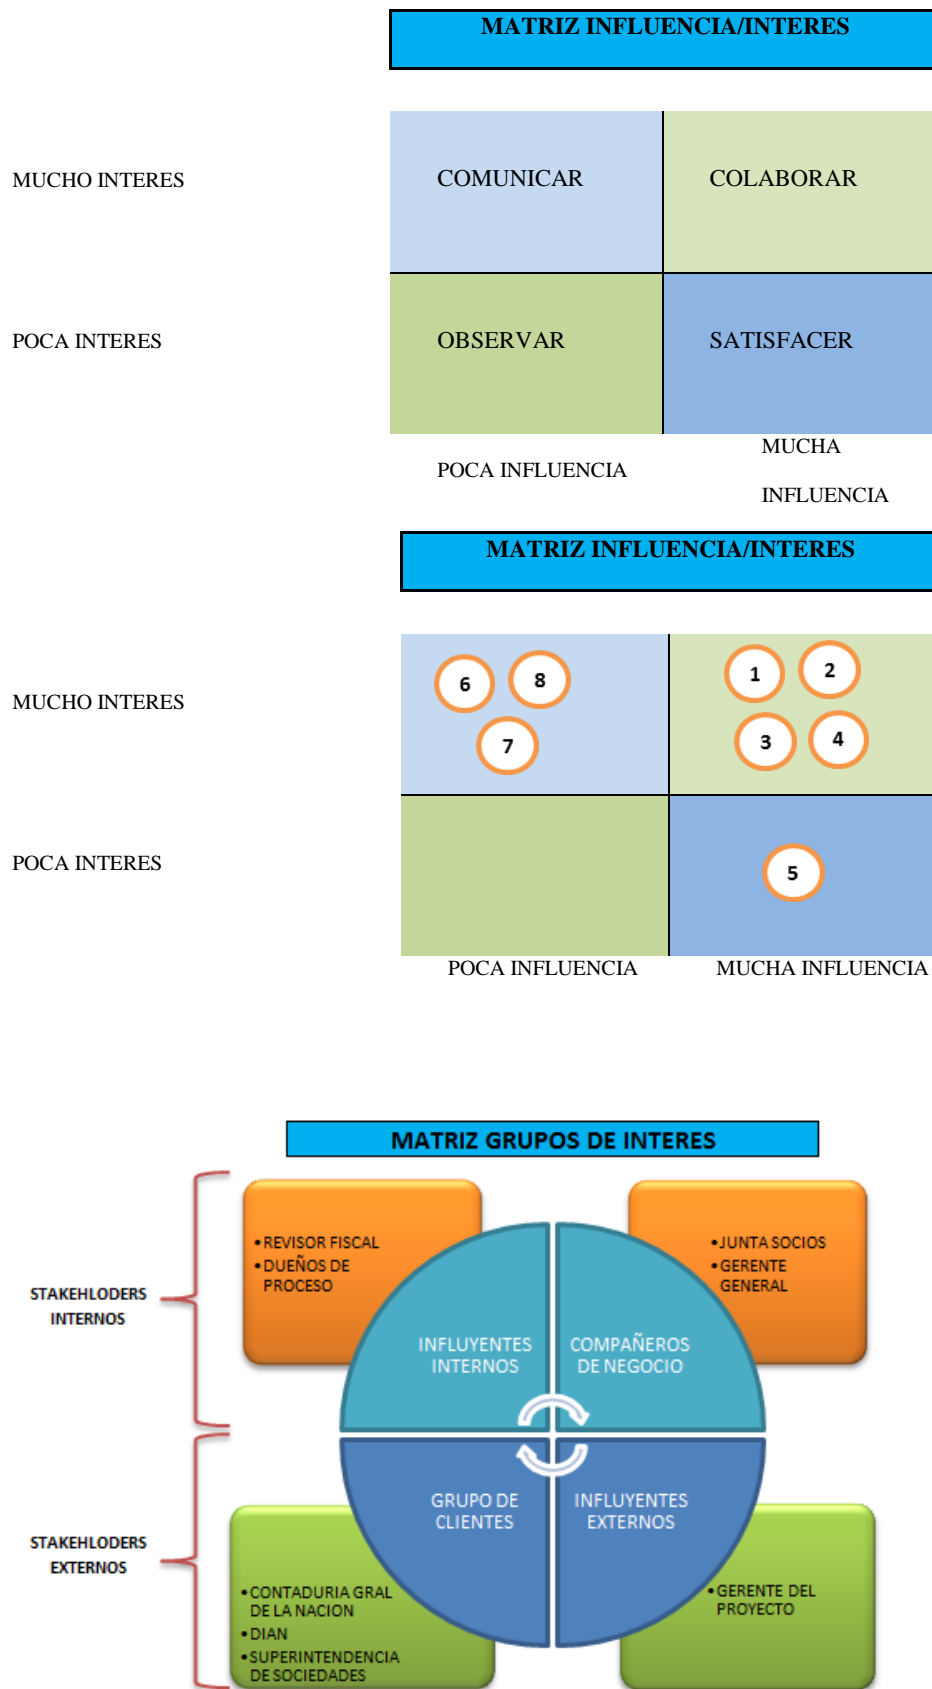 MATRIZ INFLUENCIA/INTERES
MUCHO INTERES
COMUNICAR
COLABORAR
POCA INTERES
OBSERVAR
SATISFACER
POCA INFLUENCIA
MUCHA
INFLUENCIA
MATRIZ INFLUENCIA/INTERES
MUCHO INTERES
6
8
7
1
2
3
4
POCA INTERES
5
POCA INFLUENCIA
MUCHA INFLUENCIA
MATRIZ GRUPOS DE INTERES
STAKEHLODERS
INTERNOS
•REVISOR FISCAL
•DUEÑOS DE
PROCESO
•JUNTA SOCIOS
•GERENTE
GENERAL
INFLUYENTES
INTERNOS
COMPAÑEROS
DE NEGOCIO
STAKEHLODERS
EXTERNOS
GRUPO DE
CLIENTES
INFLUYENTES
EXTERNOS
•CONTADURIA GRAL
DE LA NACION
•DIAN
•SUPERINTENDENCIA
DE SOCIEDADES
•GERENTE DEL
PROYECTO